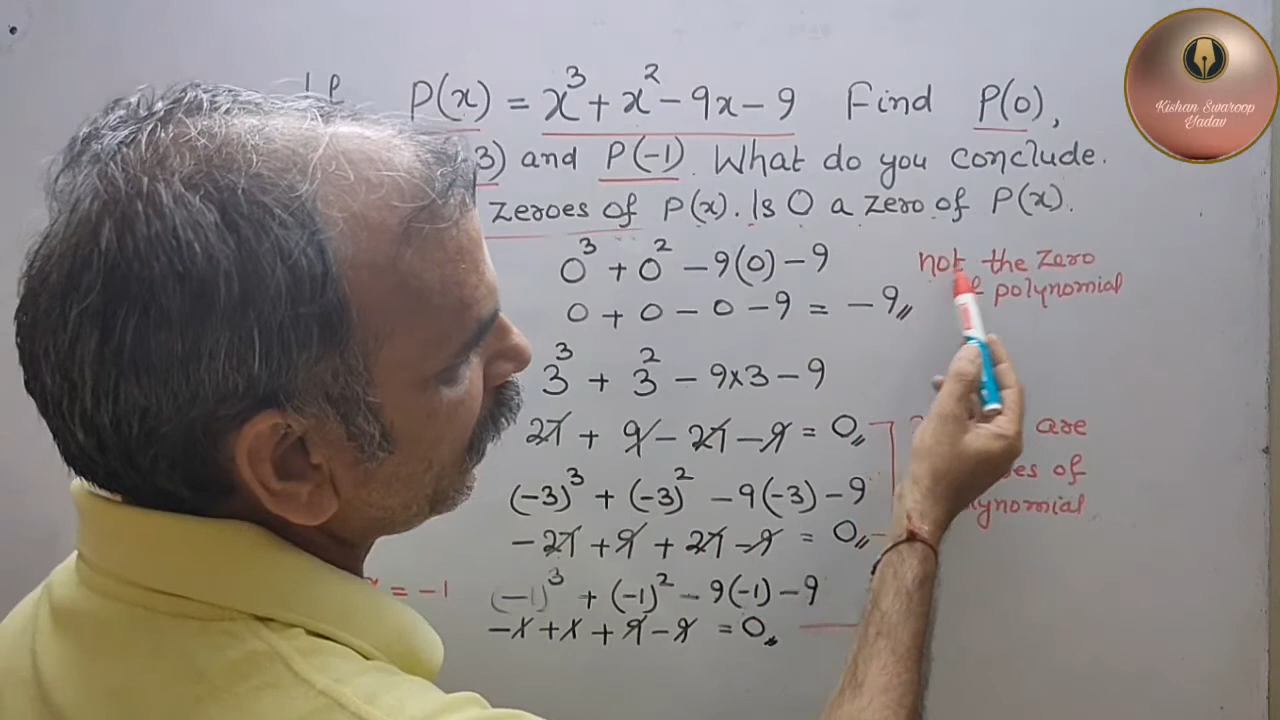 If P(x) = x³ + x² - 9x - 9 Find P(0),
3) and P(-1). What do you conclude.
zeroes of P(x). Is 0 a zero of P(x).
0³ + 0² - 9(0) - 9
0 + 0 - 0 - 9 = -9
not the zero
polynomial
3³ + 3² - 9×3 - 9
27 + 9 - 27 - 9 = 0
are
of
(-3)³ + (-3)² - 9(-3) - 9
-27 + 9 + 27 - 9 = 0
= -1
(-1)³ + (-1)² - 9(-1) - 9
-1 + 1 + 9 - 9 = 0
Kishan Swaroop
Yadav